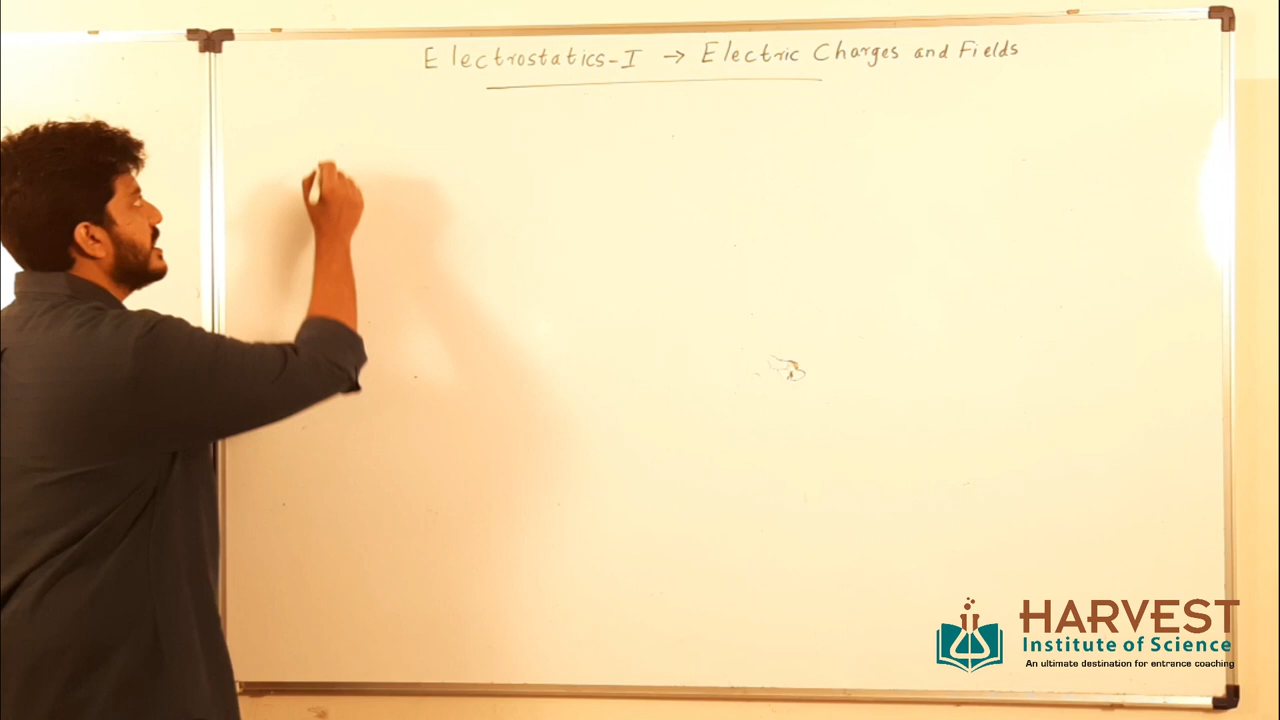 Electrostatics-I → Electric Charges and Fields
HARVEST
Institute of Science
An ultimate destination for entrance coaching